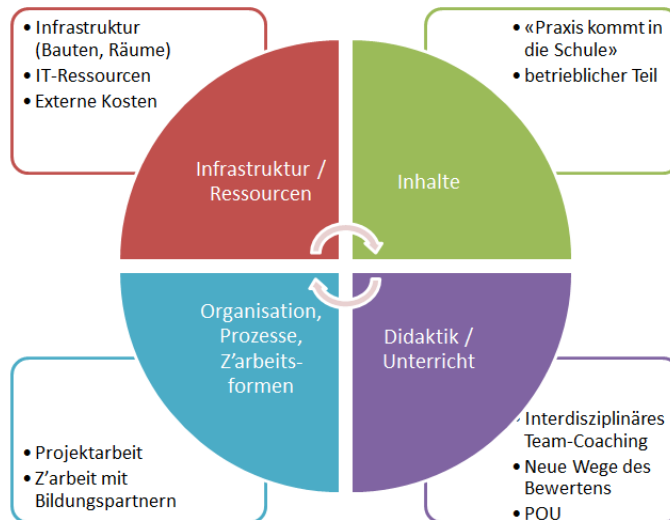 • Infrastruktur
(Bauten, Räume)
• IT-Ressourcen
• Externe Kosten
• «Praxis kommt in
die Schule»
• betrieblicher Teil
Infrastruktur /
Ressourcen
Inhalte
Organisation,
Prozesse,
Z'arbeits-
formen
Didaktik /
Unterricht
• Projektarbeit
• Z'arbeit mit
Bildungspartnern
• Interdisziplinäres
Team-Coaching
• Neue Wege des
Bewertens
• POU